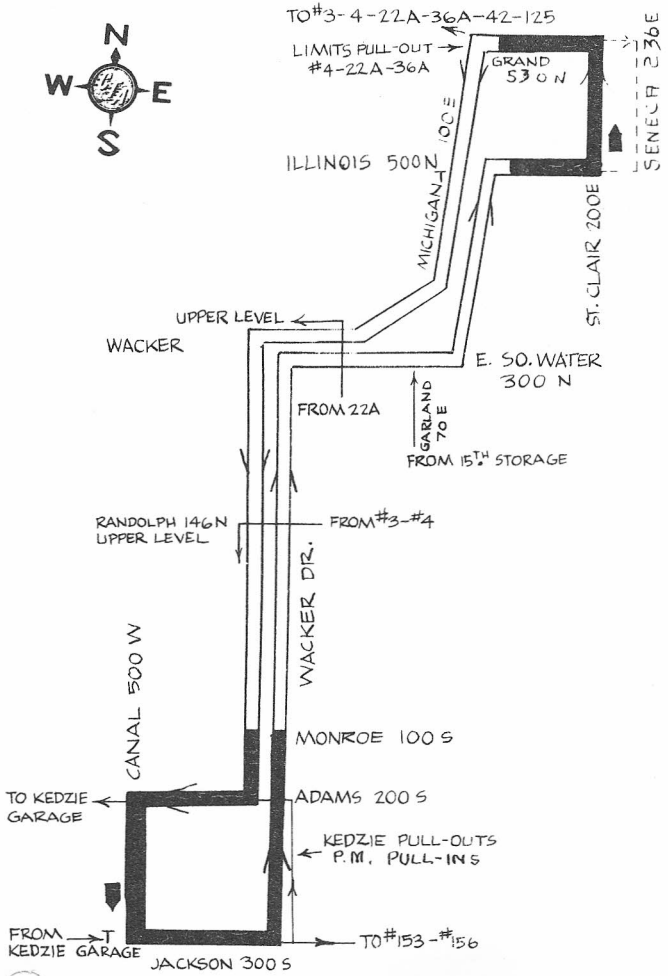 TO #3-4-22A-36A-42-125
LIMITS PULL-OUT
#4-22A-36A
GRAND
530N
SENECA 236E
N
W
E
S
ILLINOIS 500N
MICHIGAN 100E
T
ST. CLAIR 200E
UPPER LEVEL
WACKER
E. SO. WATER
300 N
FROM 22A
GARLAND
70 E
FROM 15TH STORAGE
RANDOLPH 146N
UPPER LEVEL
FROM #3-#4
WACKER DR.
CANAL 500 W
MONROE 100 S
TO KEDZIE
GARAGE
ADAMS 200 S
KEDZIE PULL-OUTS
P.M. PULL-INS
FROM
KEDZIE GARAGE
T
TO #153-#156
JACKSON 300 S